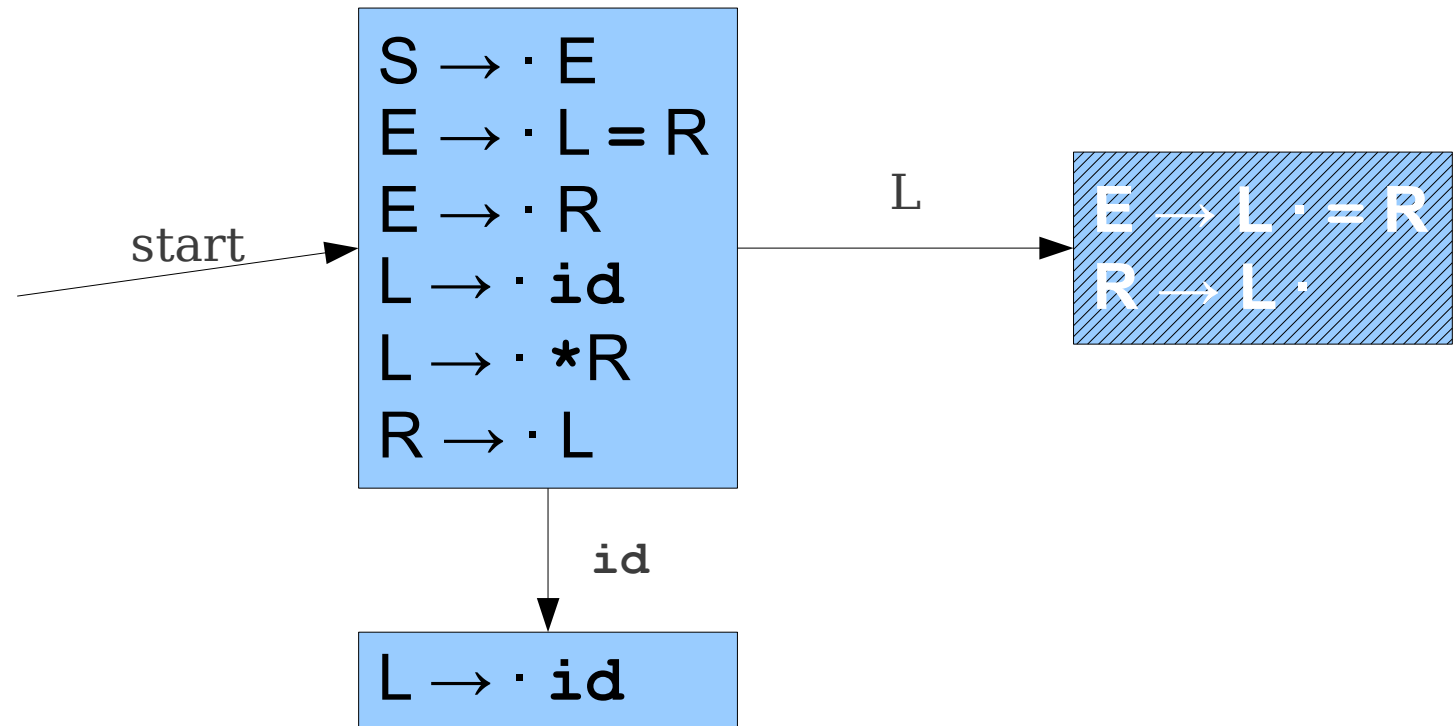 S → · E
E → · L = R
E → · R
L → · id
L → · *R
R → · L
start
L
E → L · = R
R → L ·
id
L → · id